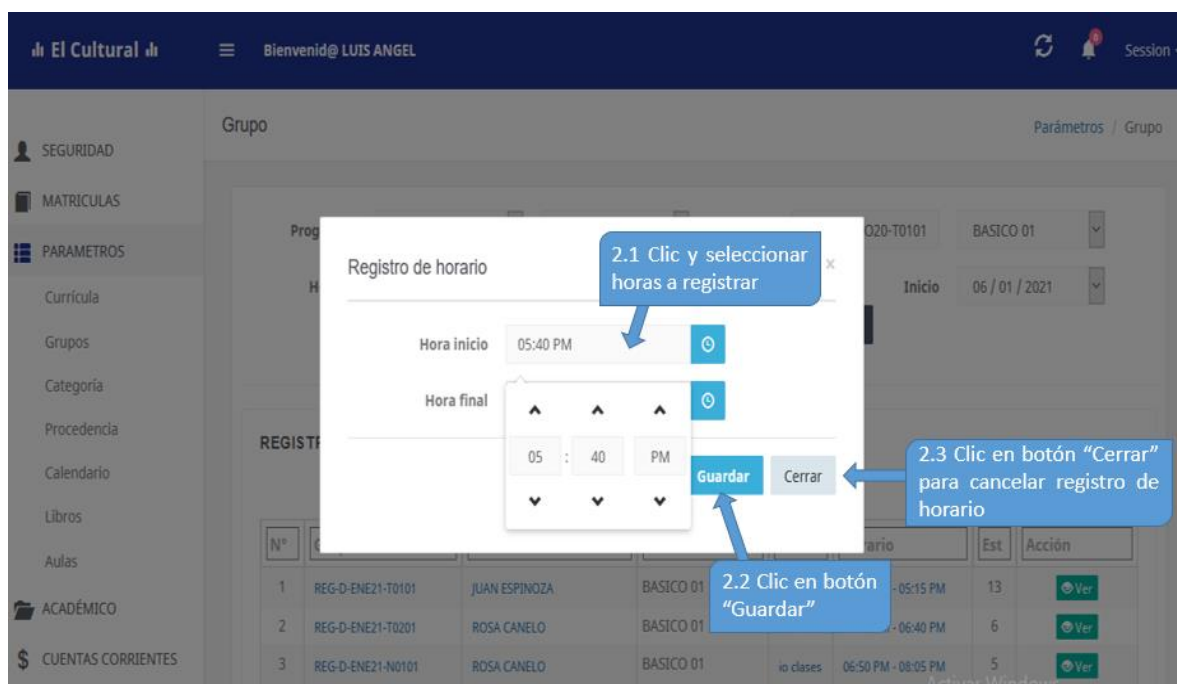 El Cultural
Bienvenid@ LUIS ANGEL
Session
Grupo
Parámetros / Grupo
SEGURIDAD
MATRICULAS
PARAMETROS
Currícula
Grupos
Categoría
Procedencia
Calendario
Libros
Aulas
ACADÉMICO
CUENTAS CORRIENTES
O20-T0101 BASICO 01
Inicio 06 / 01 / 2021
Registro de horario x
2.1 Clic y seleccionar
horas a registrar
Hora inicio 05:40 PM
Hora final
05 : 40 PM
Guardar Cerrar
2.3 Clic en botón “Cerrar”
para cancelar registro de
horario
2.2 Clic en botón
“Guardar”
N° Est Acción
1 REG-D-ENE21-T0101 JUAN ESPINOZA BASICO 01 - 05:15 PM 13 Ver
2 REG-D-ENE21-T0201 ROSA CANELO BASICO 01 - 06:40 PM 6 Ver
3 REG-D-ENE21-N0101 ROSA CANELO BASICO 01 io clases 06:50 PM - 08:05 PM 5 Ver